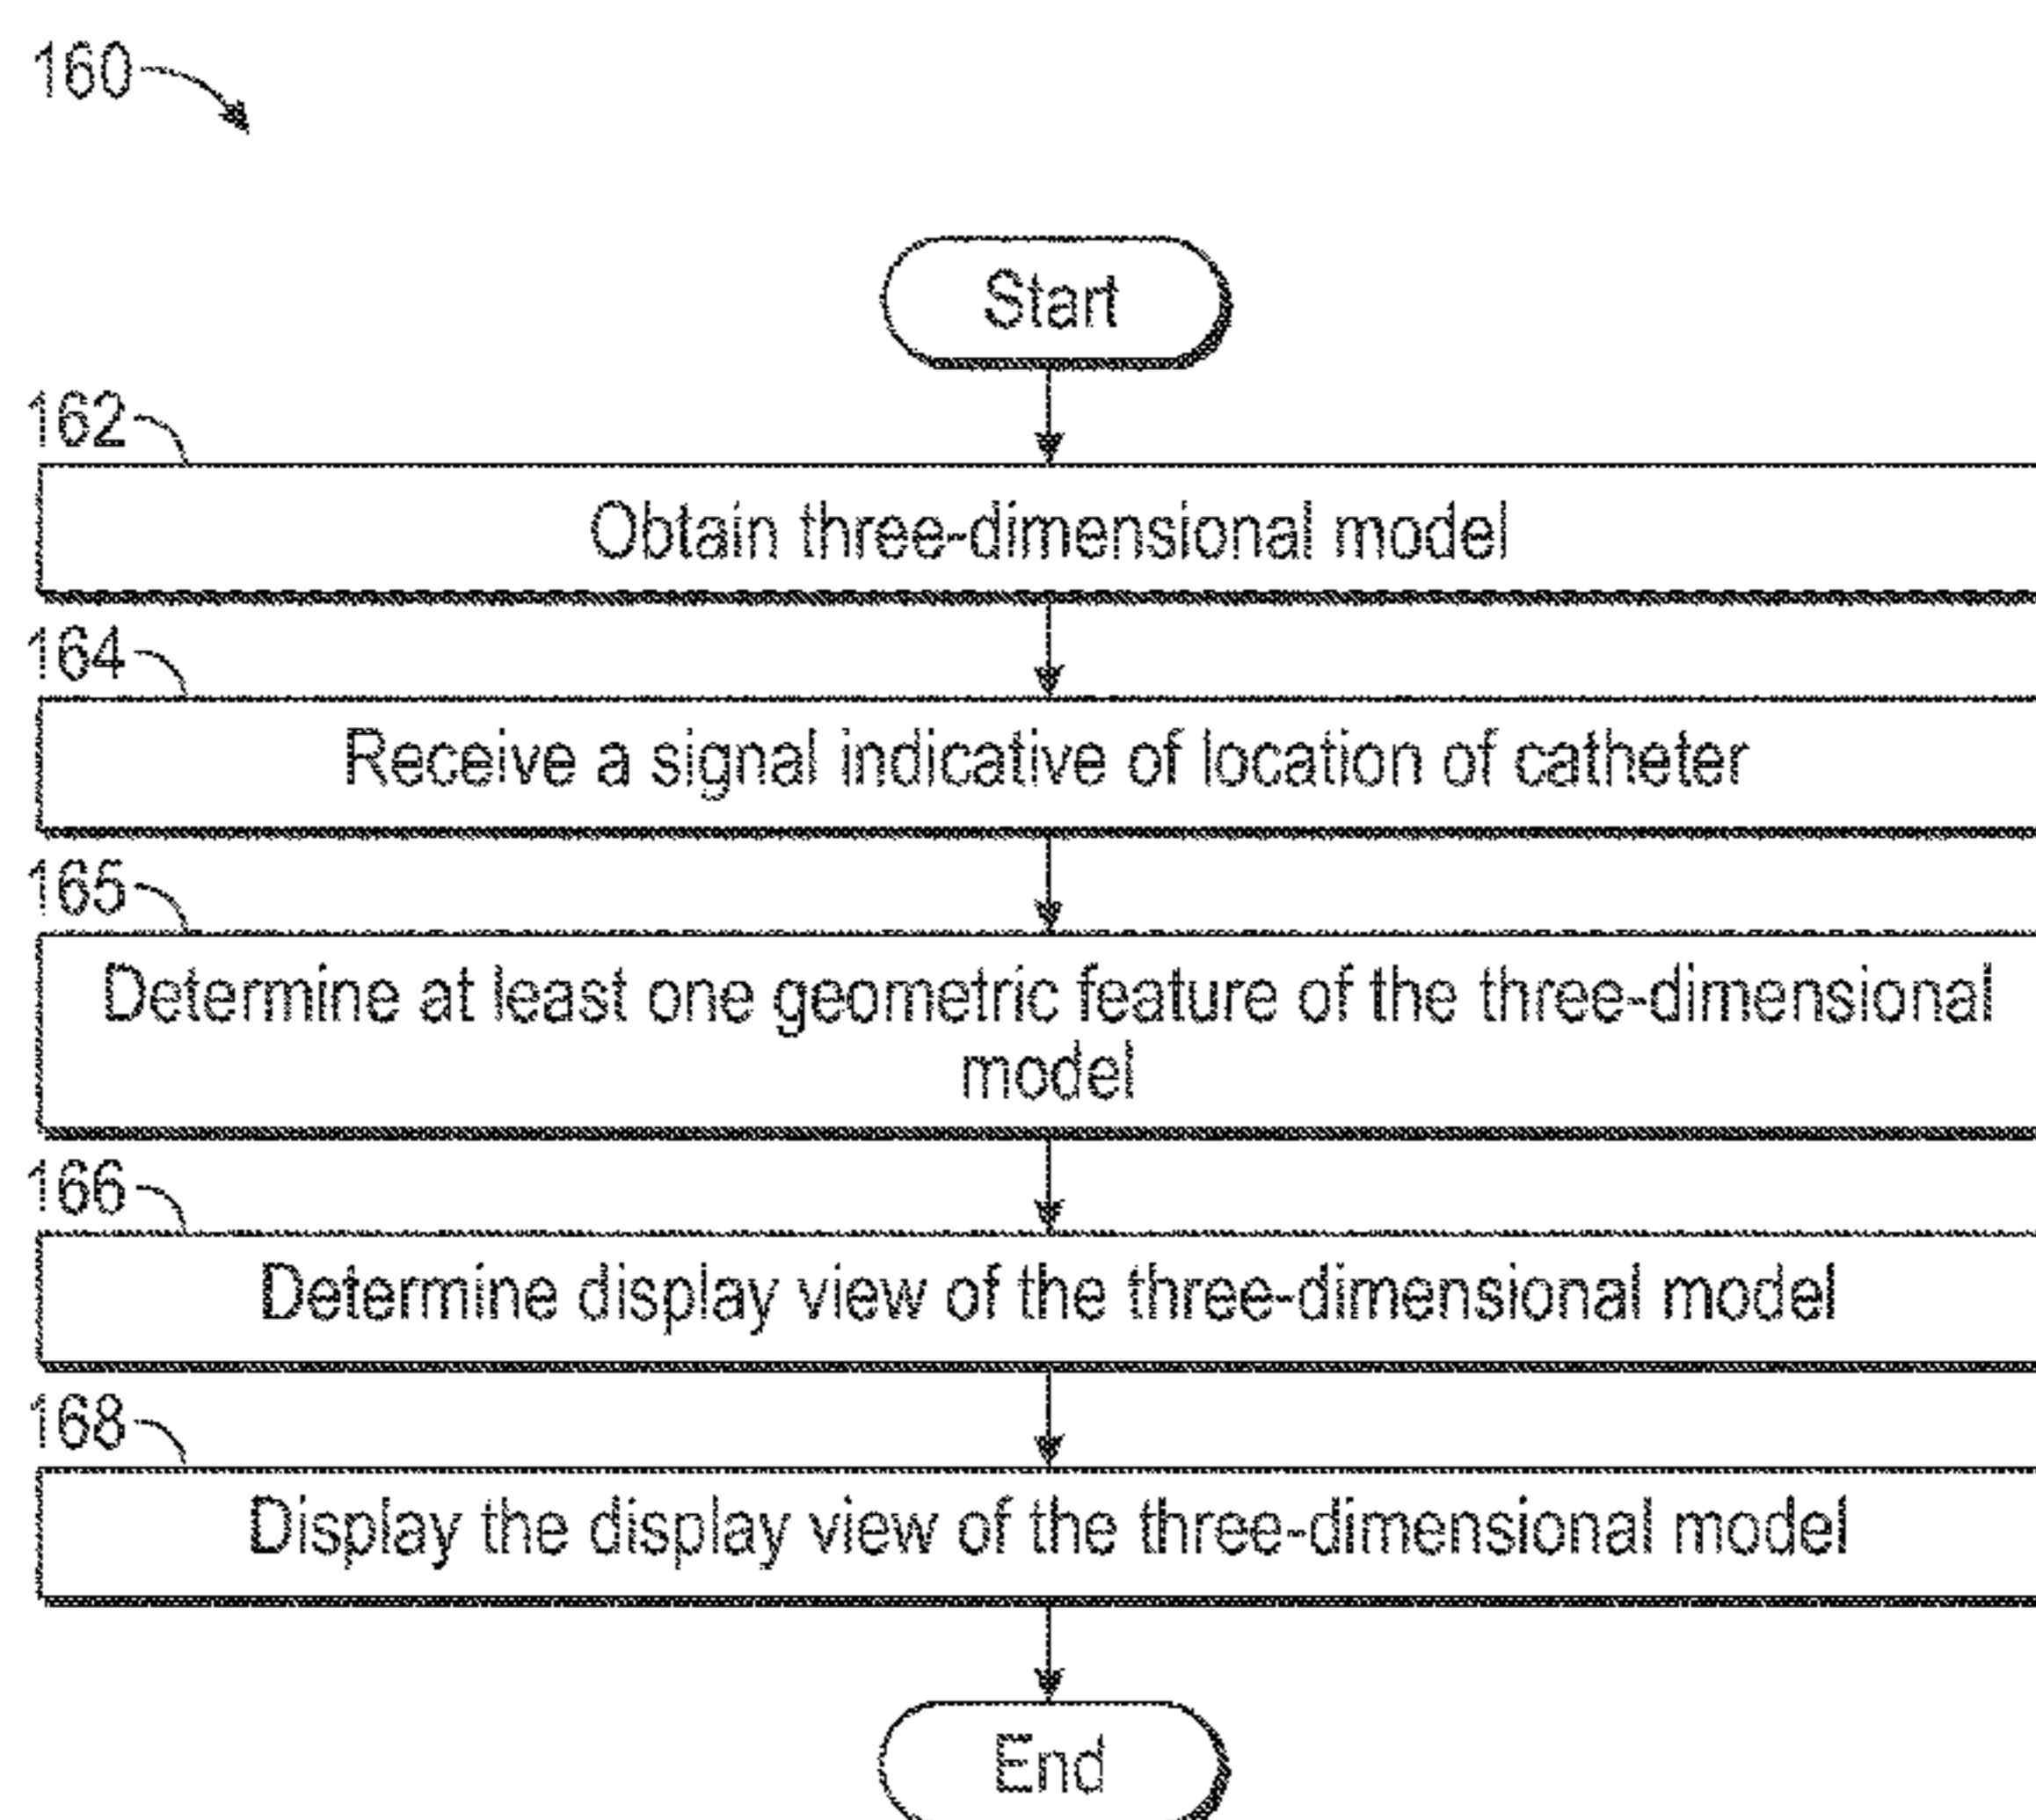 160
Start
162
Obtain three-dimensional model
164
Receive a signal indicative of location of catheter
165
Determine at least one geometric feature of the three-dimensional
model
166
Determine display view of the three-dimensional model
168
Display the display view of the three-dimensional model
End